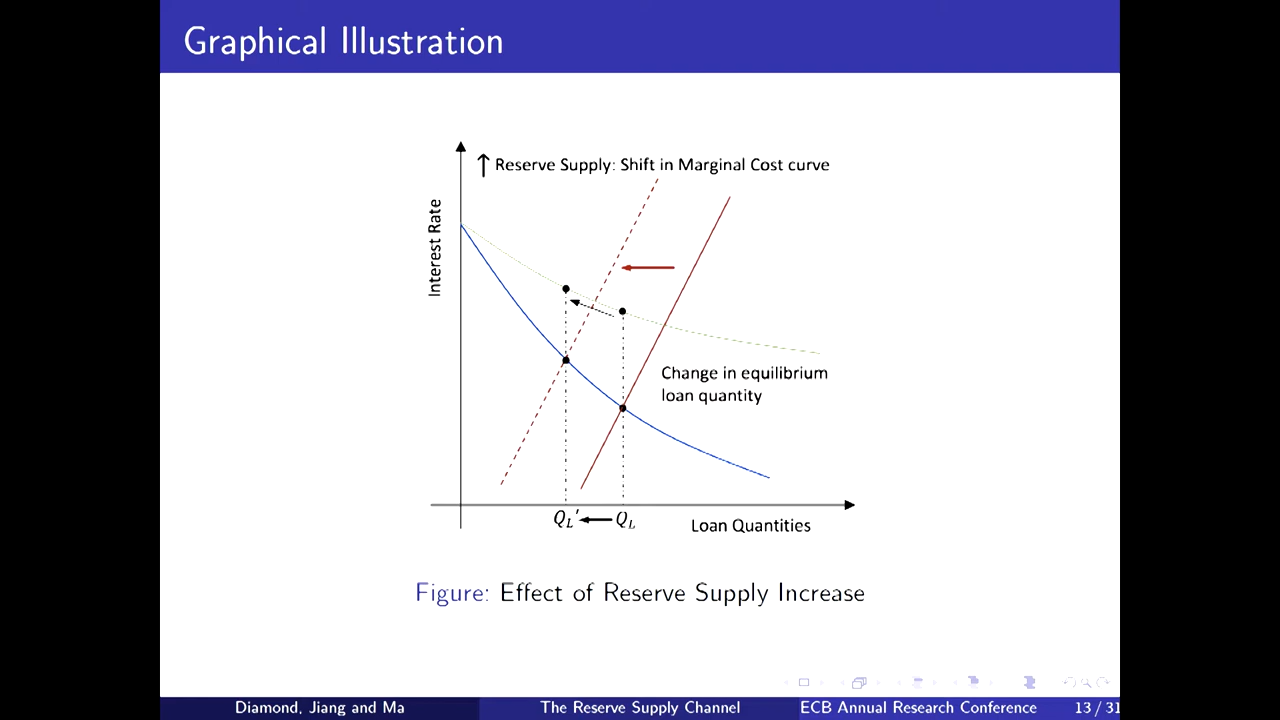 Graphical Illustration
↑ Reserve Supply: Shift in Marginal Cost curve
Interest Rate
Change in equilibrium
loan quantity
Q_L' ← Q_L
Loan Quantities
Figure: Effect of Reserve Supply Increase
Diamond, Jiang and Ma
The Reserve Supply Channel
ECB Annual Research Conference
13 / 31